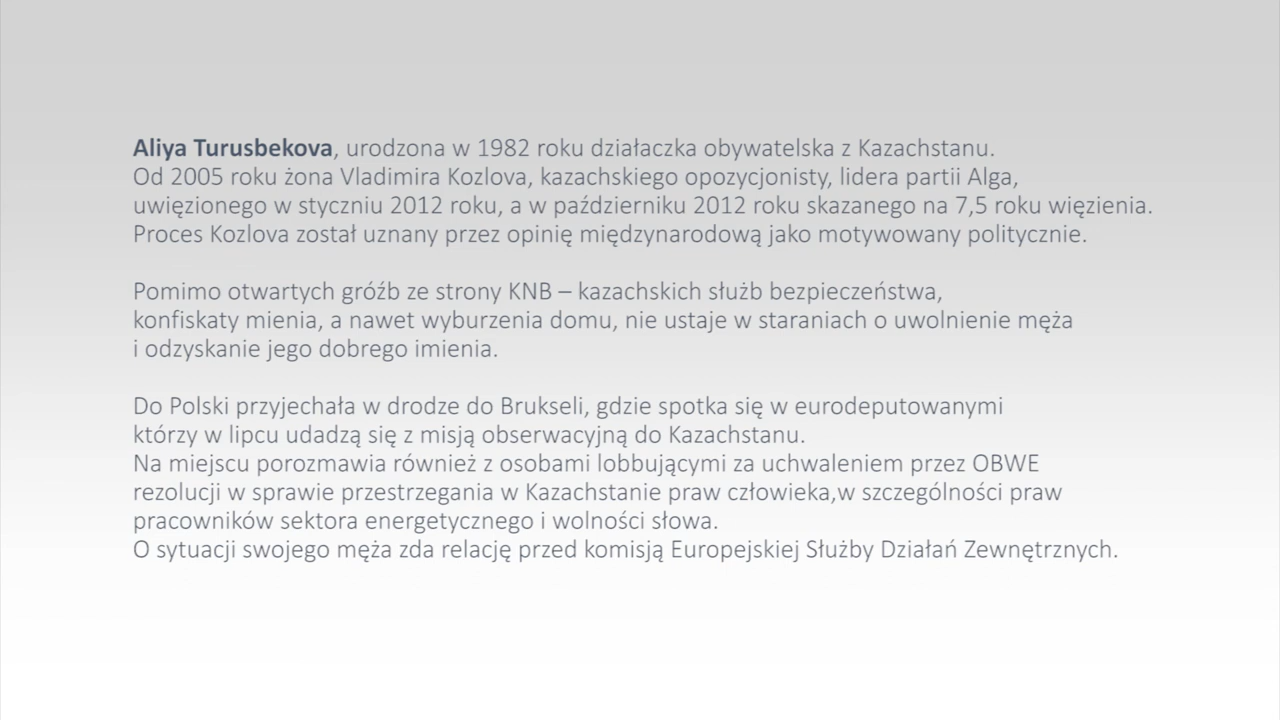 Aliya Turusbekova, urodzona w 1982 roku działaczka obywatelska z Kazachstanu.
Od 2005 roku żona Vladimira Kozlova, kazachskiego opozycjonisty, lidera partii Alga,
uwięzionego w styczniu 2012 roku, a w październiku 2012 roku skazanego na 7,5 roku więzienia.
Proces Kozlova został uznany przez opinię międzynarodową jako motywowany politycznie.
Pomimo otwartych gróźb ze strony KNB – kazachskich służb bezpieczeństwa,
konfiskaty mienia, a nawet wyburzenia domu, nie ustaje w staraniach o uwolnienie męża
i odzyskanie jego dobrego imienia.
Do Polski przyjechała w drodze do Brukseli, gdzie spotka się w eurodeputowanymi
którzy w lipcu udadzą się z misją obserwacyjną do Kazachstanu.
Na miejscu porozmawia również z osobami lobbującymi za uchwaleniem przez OBWE
rezolucji w sprawie przestrzegania w Kazachstanie praw człowieka,w szczególności praw
pracowników sektora energetycznego i wolności słowa.
O sytuacji swojego męża zda relację przed komisją Europejskiej Służby Działań Zewnętrznych.